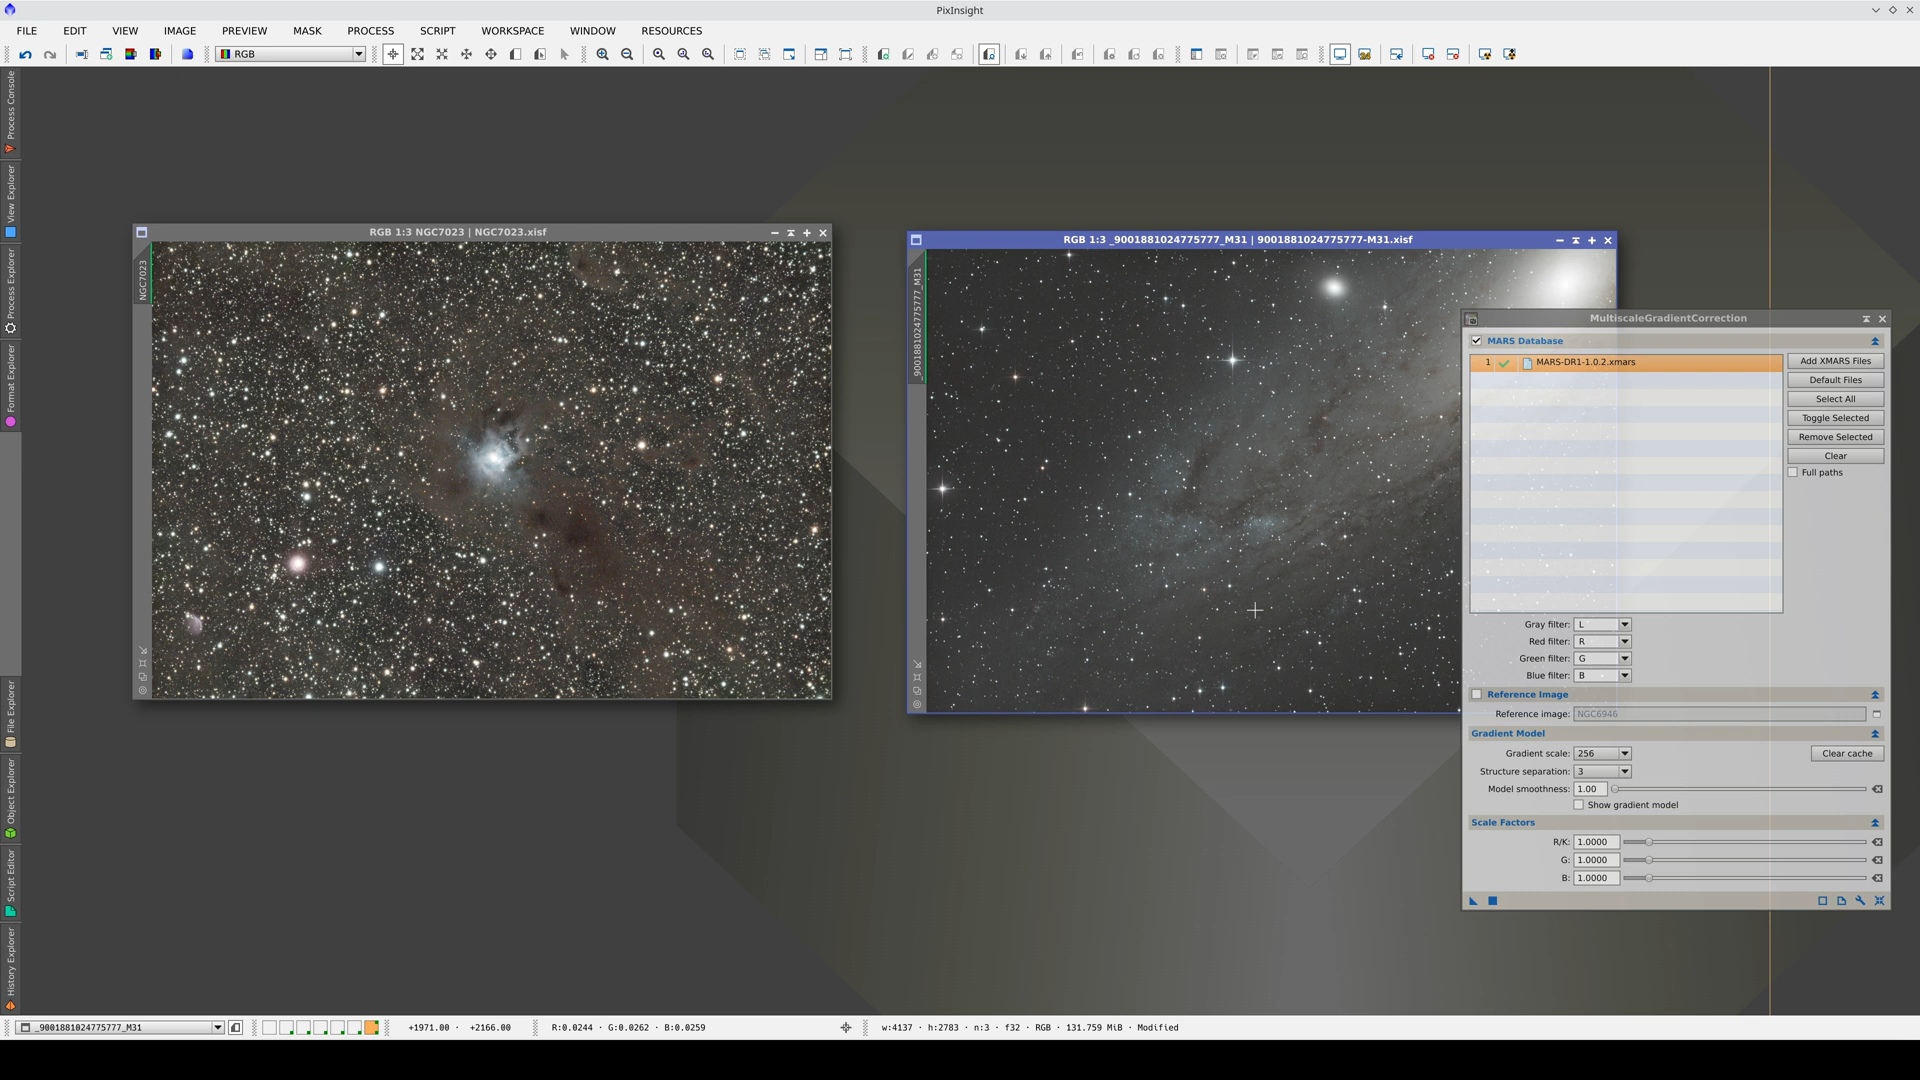 PixInsight
FILE EDIT VIEW IMAGE PREVIEW MASK PROCESS SCRIPT WORKSPACE WINDOW RESOURCES
RGB
Process Console
View Explorer
Process Explorer
Format Explorer
File Explorer
Object Explorer
Script Editor
History Explorer
RGB 1:3 NGC7023 | NGC7023.xisf
NGC7023
RGB 1:3 _9001881024775777_M31 | 9001881024775777-M31.xisf
_9001881024775777_M31
MultiscaleGradientCorrection
MARS Database
1 MARS-DR1-1.0.2.xmars
Add XMARS Files
Default Files
Select All
Toggle Selected
Remove Selected
Clear
Full paths
Gray filter: L
Red filter: R
Green filter: G
Blue filter: B
Reference Image
Reference image: NGC6946
Gradient Model
Gradient scale: 256 Clear cache
Structure separation: 3
Model smoothness: 1.00
Show gradient model
Scale Factors
R/K: 1.0000
G: 1.0000
B: 1.0000
_9001881024775777_M31 +1971.00 · +2166.00 R:0.0244 · G:0.0262 · B:0.0259 w:4137 · h:2783 · n:3 · f32 · RGB · 131.759 MiB · Modified